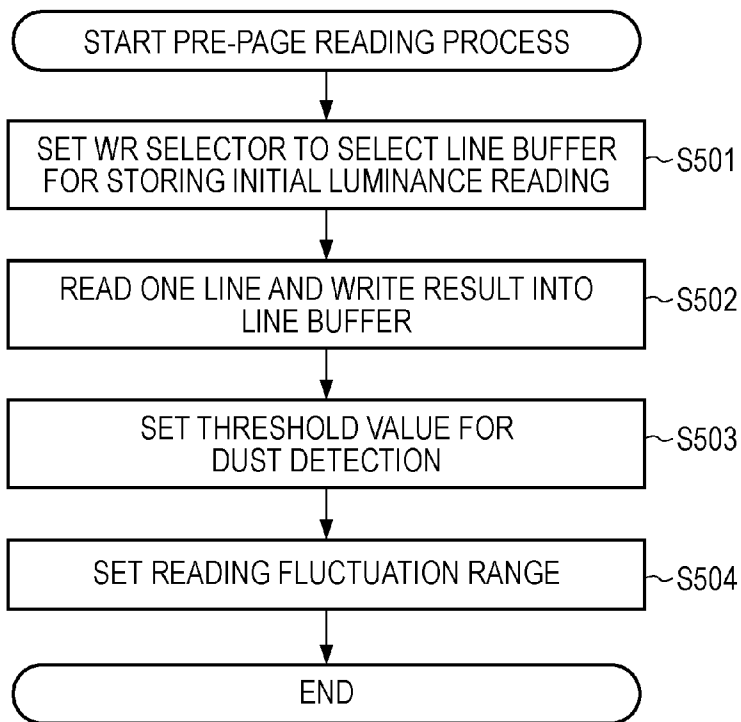 START PRE-PAGE READING PROCESS
SET WR SELECTOR TO SELECT LINE BUFFER
FOR STORING INITIAL LUMINANCE READING
S501
READ ONE LINE AND WRITE RESULT INTO
LINE BUFFER
S502
SET THRESHOLD VALUE FOR
DUST DETECTION
S503
SET READING FLUCTUATION RANGE
S504
END